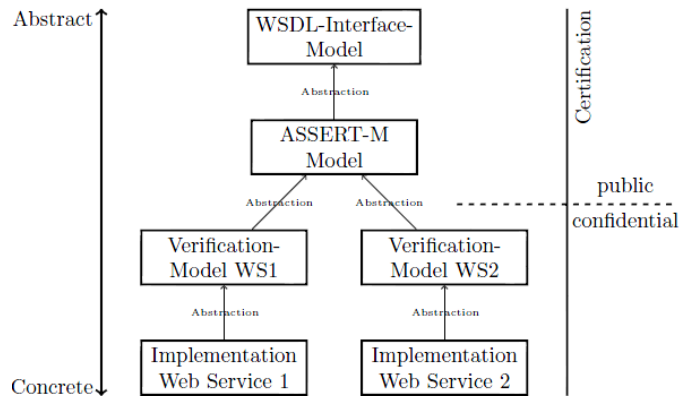 Abstract
WSDL-Interface-
Model
Certification
Abstraction
ASSERT-M
Model
public
Abstraction
Abstraction
confidential
Verification-
Model WS1
Verification-
Model WS2
Abstraction
Abstraction
Implementation
Web Service 1
Implementation
Web Service 2
Concrete